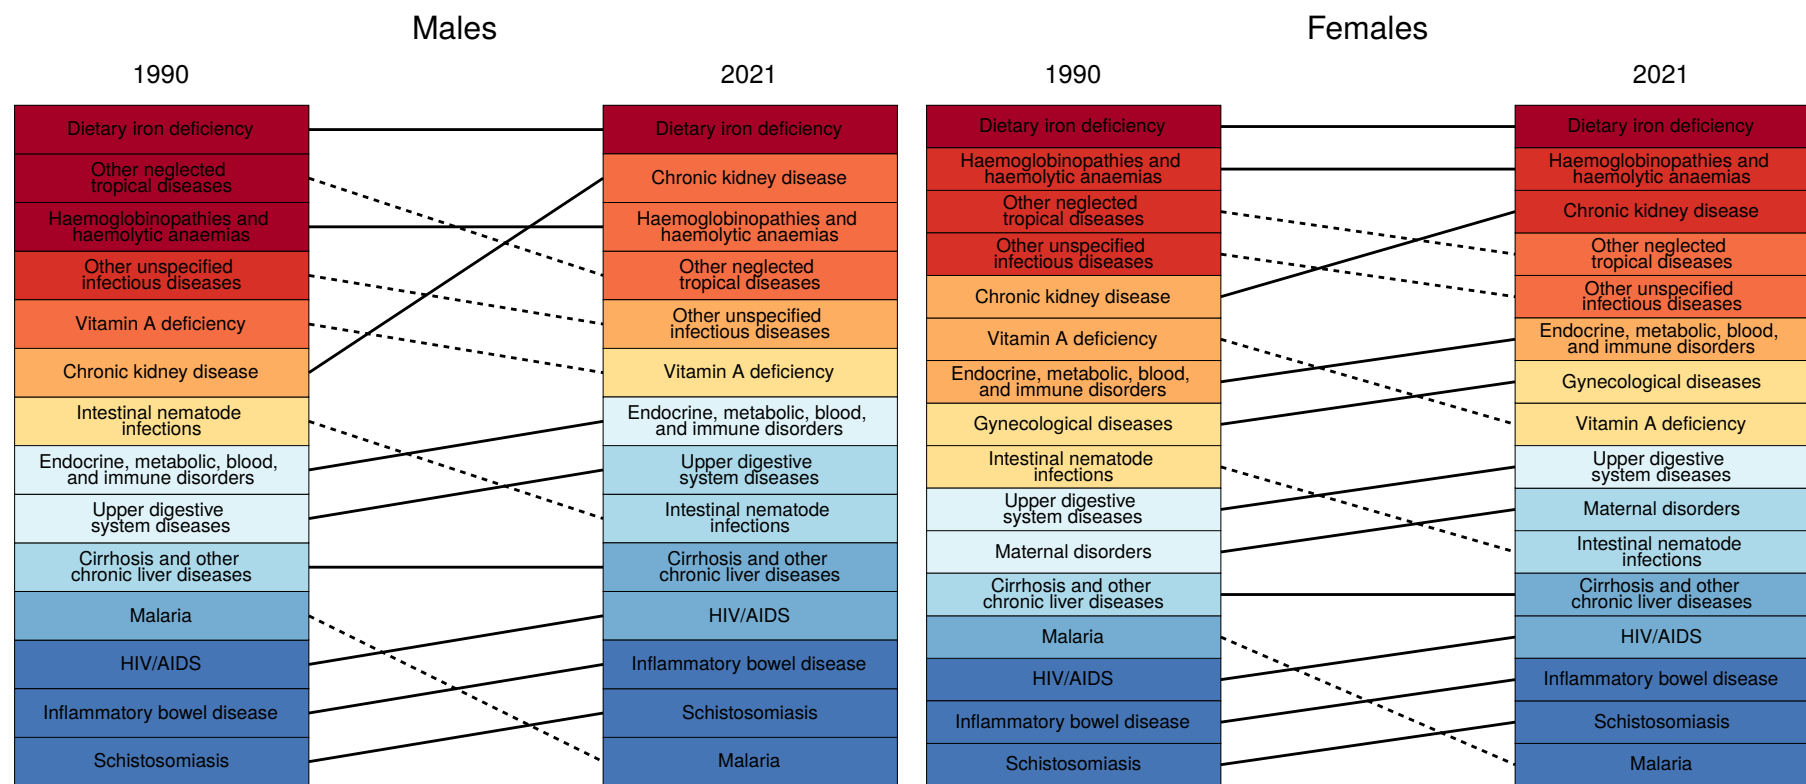 Males
1990
2021
Dietary iron deficiency
Other neglected
tropical diseases
Haemoglobinopathies and
haemolytic anaemias
Other unspecified
infectious diseases
Vitamin A deficiency
Chronic kidney disease
Intestinal nematode
infections
Endocrine, metabolic, blood,
and immune disorders
Upper digestive
system diseases
Cirrhosis and other
chronic liver diseases
Malaria
HIV/AIDS
Inflammatory bowel disease
Schistosomiasis
Dietary iron deficiency
Chronic kidney disease
Haemoglobinopathies and
haemolytic anaemias
Other neglected
tropical diseases
Other unspecified
infectious diseases
Vitamin A deficiency
Endocrine, metabolic, blood,
and immune disorders
Upper digestive
system diseases
Intestinal nematode
infections
Cirrhosis and other
chronic liver diseases
HIV/AIDS
Inflammatory bowel disease
Schistosomiasis
Malaria
Females
1990
2021
Dietary iron deficiency
Haemoglobinopathies and
haemolytic anaemias
Other neglected
tropical diseases
Other unspecified
infectious diseases
Chronic kidney disease
Vitamin A deficiency
Endocrine, metabolic, blood,
and immune disorders
Gynecological diseases
Intestinal nematode
infections
Upper digestive
system diseases
Maternal disorders
Cirrhosis and other
chronic liver diseases
Malaria
HIV/AIDS
Inflammatory bowel disease
Schistosomiasis
Dietary iron deficiency
Haemoglobinopathies and
haemolytic anaemias
Chronic kidney disease
Other neglected
tropical diseases
Other unspecified
infectious diseases
Endocrine, metabolic, blood,
and immune disorders
Gynecological diseases
Vitamin A deficiency
Upper digestive
system diseases
Maternal disorders
Intestinal nematode
infections
Cirrhosis and other
chronic liver diseases
HIV/AIDS
Inflammatory bowel disease
Schistosomiasis
Malaria